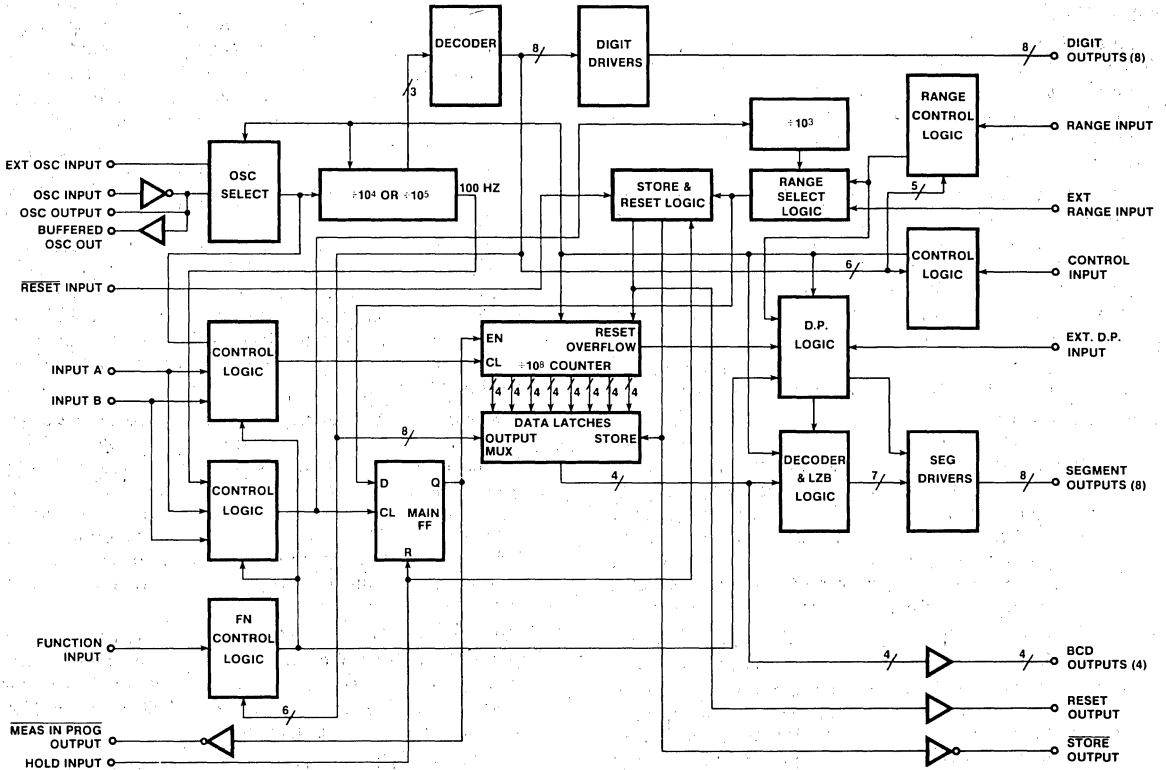 DECODER
8
DIGIT
DRIVERS
8
DIGIT
OUTPUTS (8)
3
÷10³
RANGE
CONTROL
LOGIC
RANGE INPUT
EXT OSC INPUT
OSC INPUT
OSC OUTPUT
BUFFERED
OSC OUT
OSC
SELECT
÷10⁴ OR ÷10⁵
100 HZ
STORE &
RESET LOGIC
RANGE
SELECT
LOGIC
5
EXT
RANGE INPUT
RESET INPUT
6
CONTROL
LOGIC
CONTROL
INPUT
INPUT A
INPUT B
CONTROL
LOGIC
EN
RESET
OVERFLOW
CL
÷10⁸ COUNTER
D.P.
LOGIC
EXT. D.P.
INPUT
4 4 4 4 4 4 4 4
DATA LATCHES
8
OUTPUT
MUX
STORE
4
CONTROL
LOGIC
D
Q
CL
MAIN
FF
R
DECODER
& LZB
LOGIC
7
SEG
DRIVERS
8
SEGMENT
OUTPUTS (8)
FUNCTION
INPUT
FN
CONTROL
LOGIC
6
4
4
BCD
OUTPUTS (4)
RESET
OUTPUT
STORE
OUTPUT
MEAS IN PROG
OUTPUT
HOLD INPUT